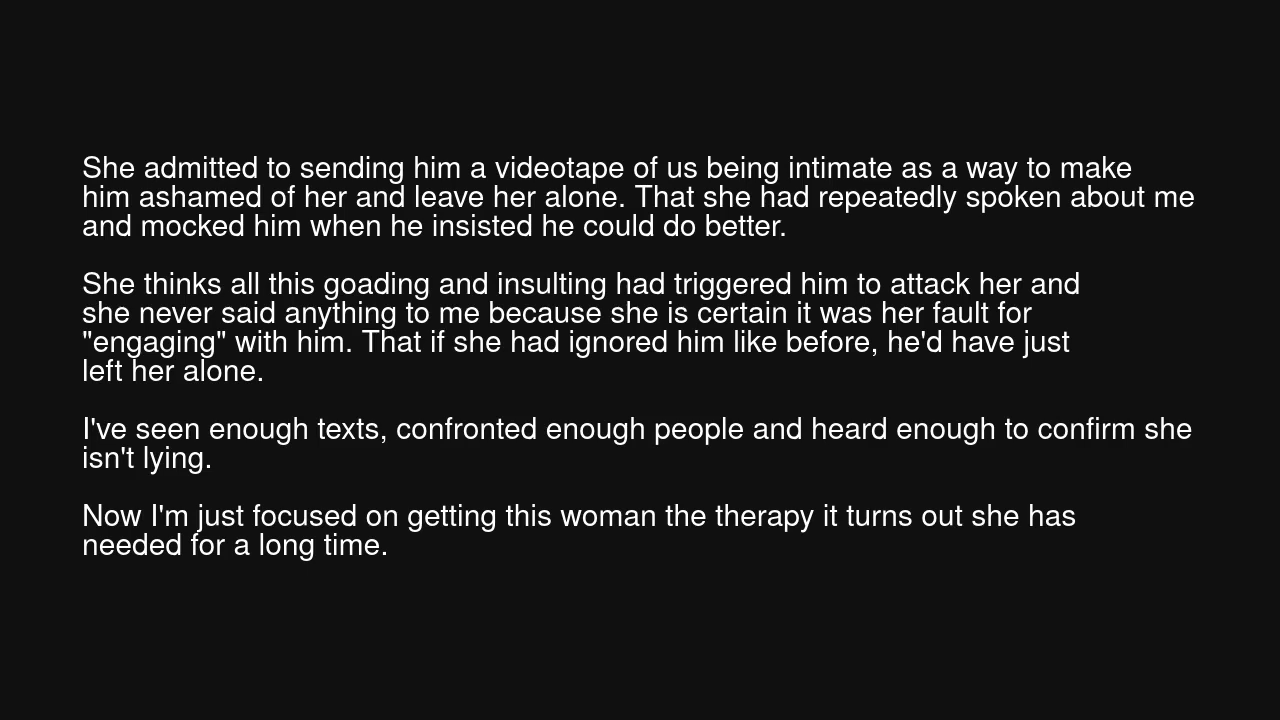 She admitted to sending him a videotape of us being intimate as a way to make
him ashamed of her and leave her alone. That she had repeatedly spoken about me
and mocked him when he insisted he could do better.
She thinks all this goading and insulting had triggered him to attack her and
she never said anything to me because she is certain it was her fault for
"engaging" with him. That if she had ignored him like before, he'd have just
left her alone.
I've seen enough texts, confronted enough people and heard enough to confirm she
isn't lying.
Now I'm just focused on getting this woman the therapy it turns out she has
needed for a long time.